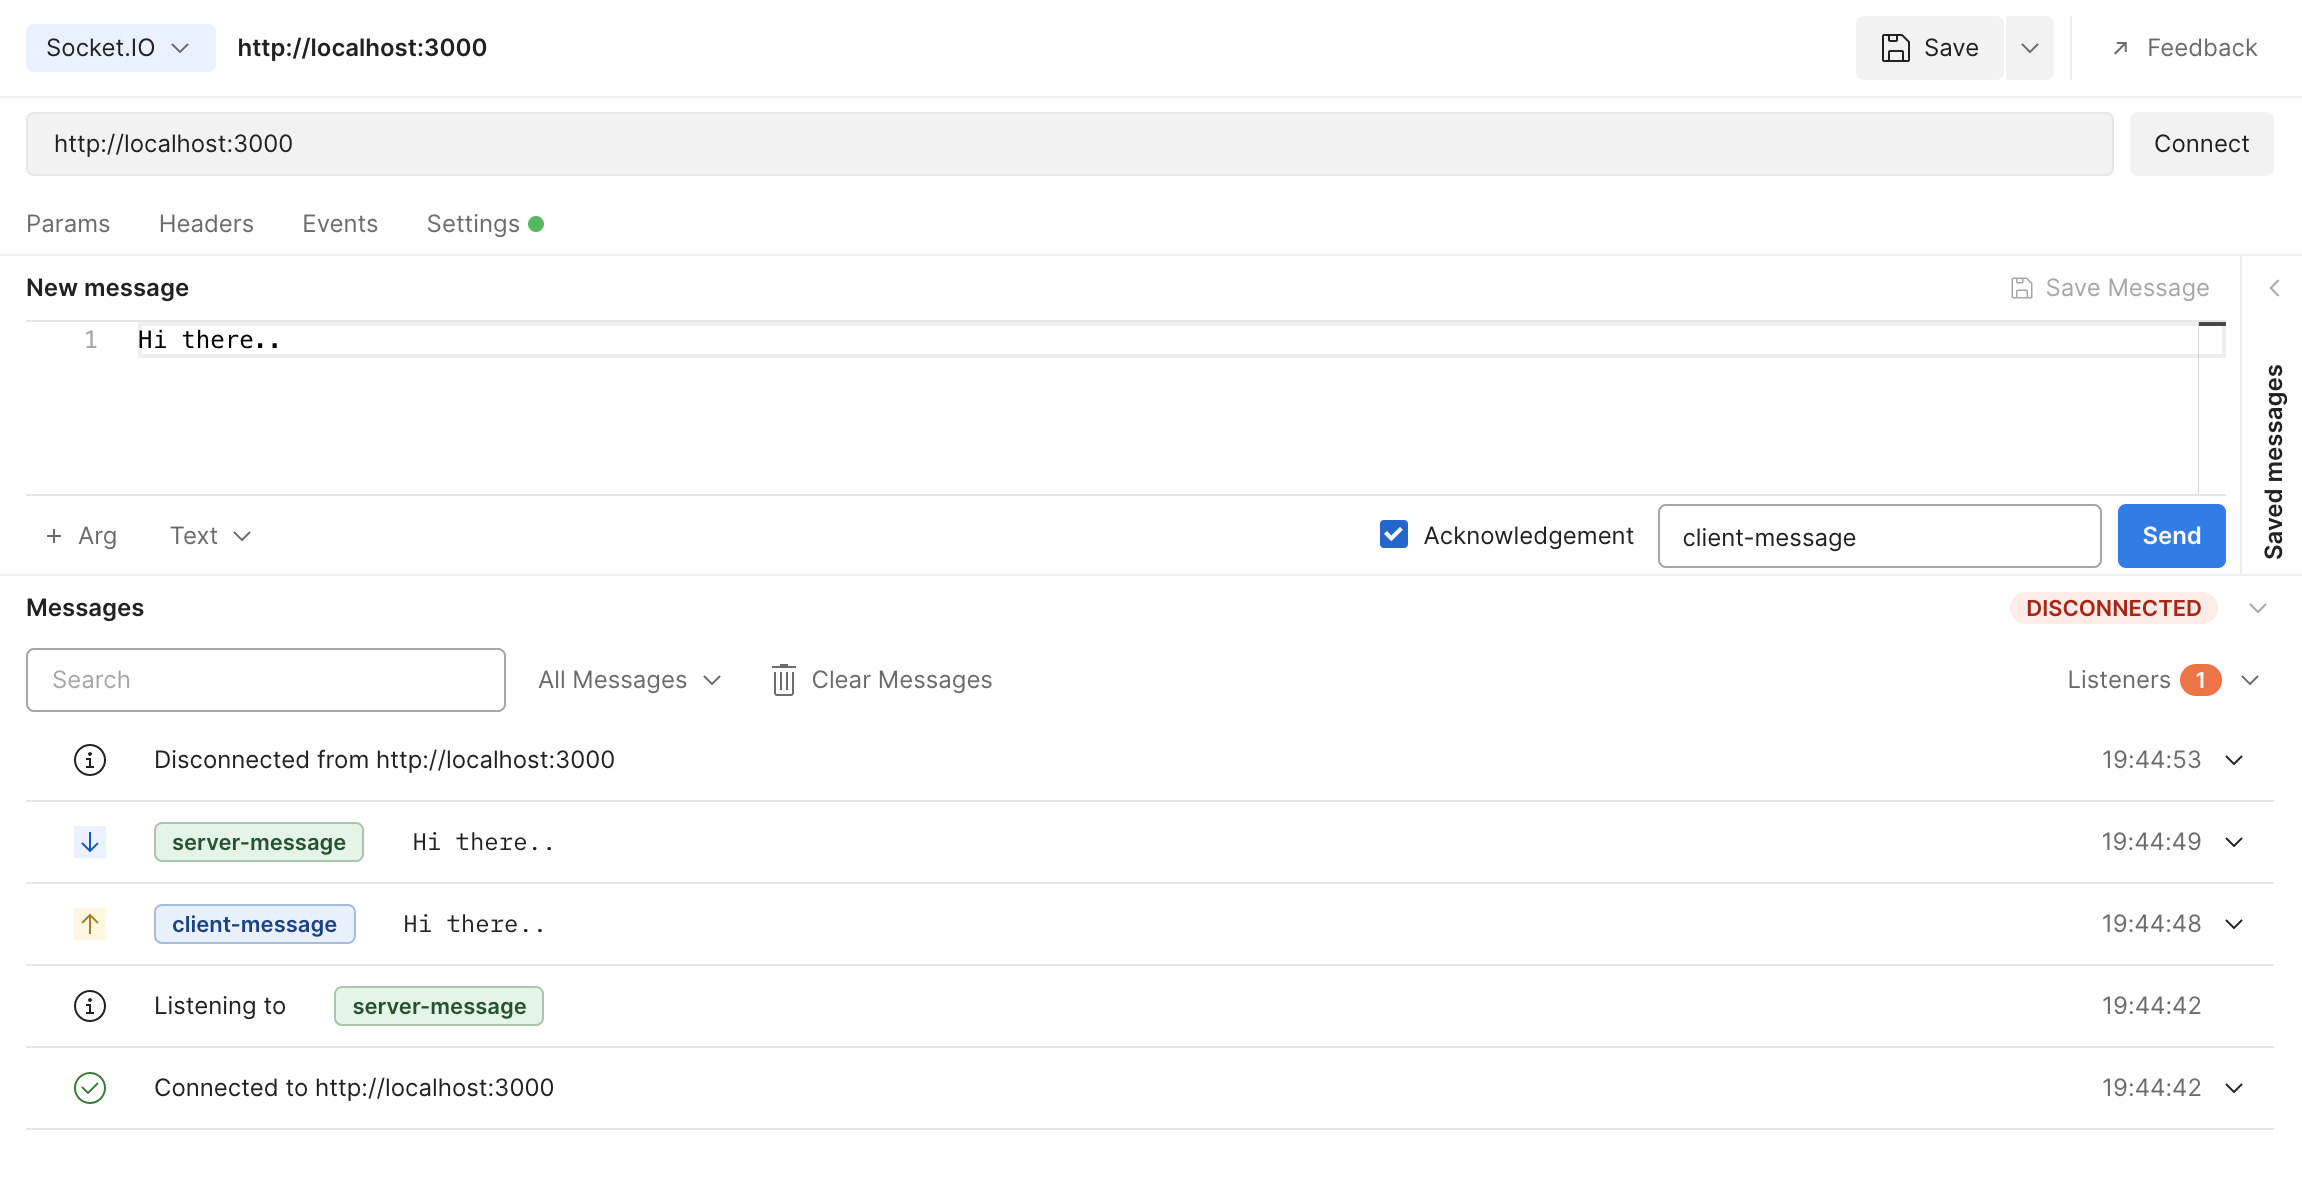 Socket.IO http://localhost:3000 Save Feedback
http://localhost:3000 Connect
Params Headers Events Settings
New message Save Message
1 Hi there..
Saved messages
+ Arg Text Acknowledgement client-message Send
Messages DISCONNECTED
Search All Messages Clear Messages Listeners 1
Disconnected from http://localhost:3000 19:44:53
server-message Hi there.. 19:44:49
client-message Hi there.. 19:44:48
Listening to server-message 19:44:42
Connected to http://localhost:3000 19:44:42